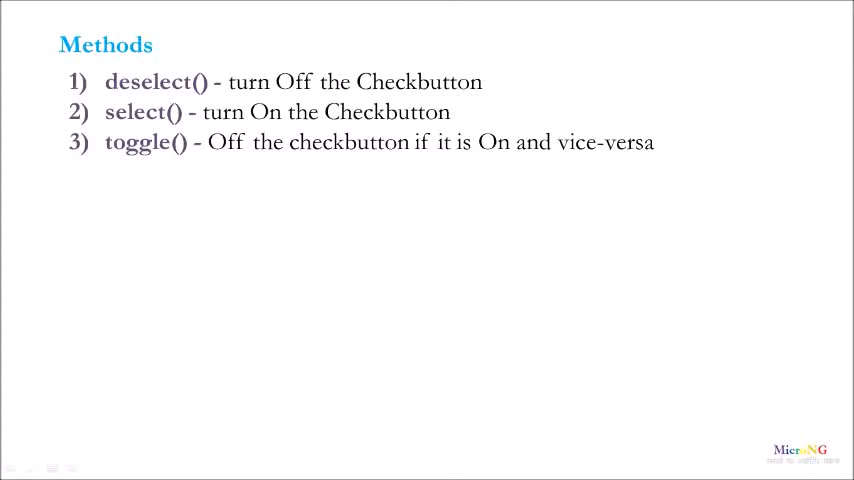 Methods
1) deselect() - turn Off the Checkbutton
2) select() - turn On the Checkbutton
3) toggle() - Off the checkbutton if it is On and vice-versa
MicroNG